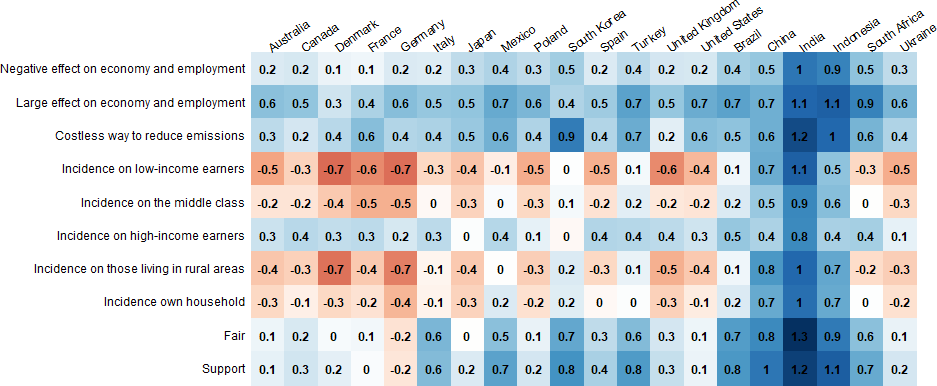 Australia Canada Denmark France Germany Italy Japan Mexico Poland South Korea Spain Turkey United Kingdom United States Brazil China India Indonesia South Africa Ukraine
Negative effect on economy and employment 0.2 0.2 0.1 0.1 0.2 0.2 0.3 0.4 0.3 0.5 0.2 0.4 0.2 0.2 0.4 0.5 1 0.9 0.5 0.3
Large effect on economy and employment 0.6 0.5 0.3 0.4 0.6 0.5 0.5 0.7 0.6 0.4 0.5 0.7 0.5 0.7 0.7 0.7 1.1 1.1 0.9 0.6
Costless way to reduce emissions 0.3 0.2 0.4 0.6 0.4 0.4 0.5 0.6 0.4 0.9 0.4 0.7 0.2 0.6 0.5 0.6 1.2 1 0.6 0.4
Incidence on low-income earners -0.5 -0.3 -0.7 -0.6 -0.7 -0.3 -0.4 -0.1 -0.5 0 -0.5 0.1 -0.6 -0.4 0.1 0.7 1.1 0.5 -0.3 -0.5
Incidence on the middle class -0.2 -0.2 -0.4 -0.5 -0.5 0 -0.3 0 -0.3 0.1 -0.2 0.2 -0.2 -0.2 0.2 0.5 0.9 0.6 0 -0.3
Incidence on high-income earners 0.3 0.4 0.3 0.3 0.2 0.3 0 0.4 0.1 0 0.4 0.4 0.4 0.3 0.5 0.4 0.8 0.4 0.4 0.1
Incidence on those living in rural areas -0.4 -0.3 -0.7 -0.4 -0.7 -0.1 -0.4 0 -0.3 0.2 -0.3 0.1 -0.5 -0.4 0.1 0.8 1 0.7 -0.2 -0.3
Incidence own household -0.3 -0.1 -0.3 -0.2 -0.4 -0.1 -0.3 0.2 -0.2 0.2 0 0 -0.3 -0.1 0.2 0.7 1 0.7 0 -0.2
Fair 0.1 0.2 0 0.1 -0.2 0.6 0 0.5 0.1 0.7 0.3 0.6 0.3 0.1 0.7 0.8 1.3 0.9 0.6 0.1
Support 0.1 0.3 0.2 0 -0.2 0.6 0.2 0.7 0.2 0.8 0.4 0.8 0.3 0.1 0.8 1 1.2 1.1 0.7 0.2